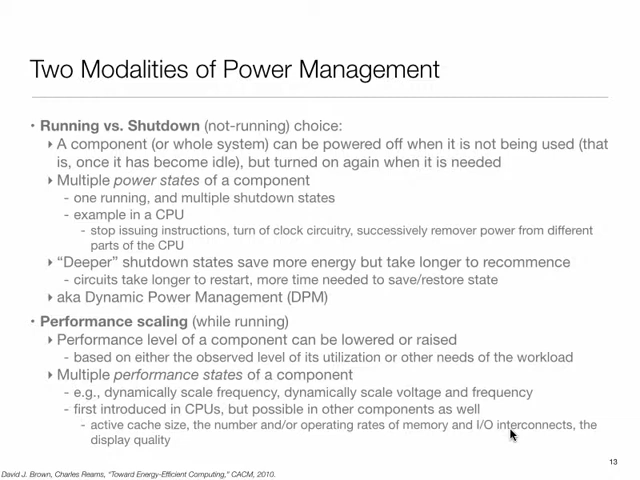 Two Modalities of Power Management
• Running vs. Shutdown (not-running) choice:
▸ A component (or whole system) can be powered off when it is not being used (that
is, once it has become idle), but turned on again when it is needed
▸ Multiple power states of a component
- one running, and multiple shutdown states
- example in a CPU
- stop issuing instructions, turn of clock circuitry, successively remover power from different
parts of the CPU
▸ “Deeper” shutdown states save more energy but take longer to recommence
- circuits take longer to restart, more time needed to save/restore state
▸ aka Dynamic Power Management (DPM)
• Performance scaling (while running)
▸ Performance level of a component can be lowered or raised
- based on either the observed level of its utilization or other needs of the workload
▸ Multiple performance states of a component
- e.g., dynamically scale frequency, dynamically scale voltage and frequency
- first introduced in CPUs, but possible in other components as well
- active cache size, the number and/or operating rates of memory and I/O interconnects, the
display quality
13
David J. Brown, Charles Reams, “Toward Energy-Efficient Computing,” CACM, 2010.